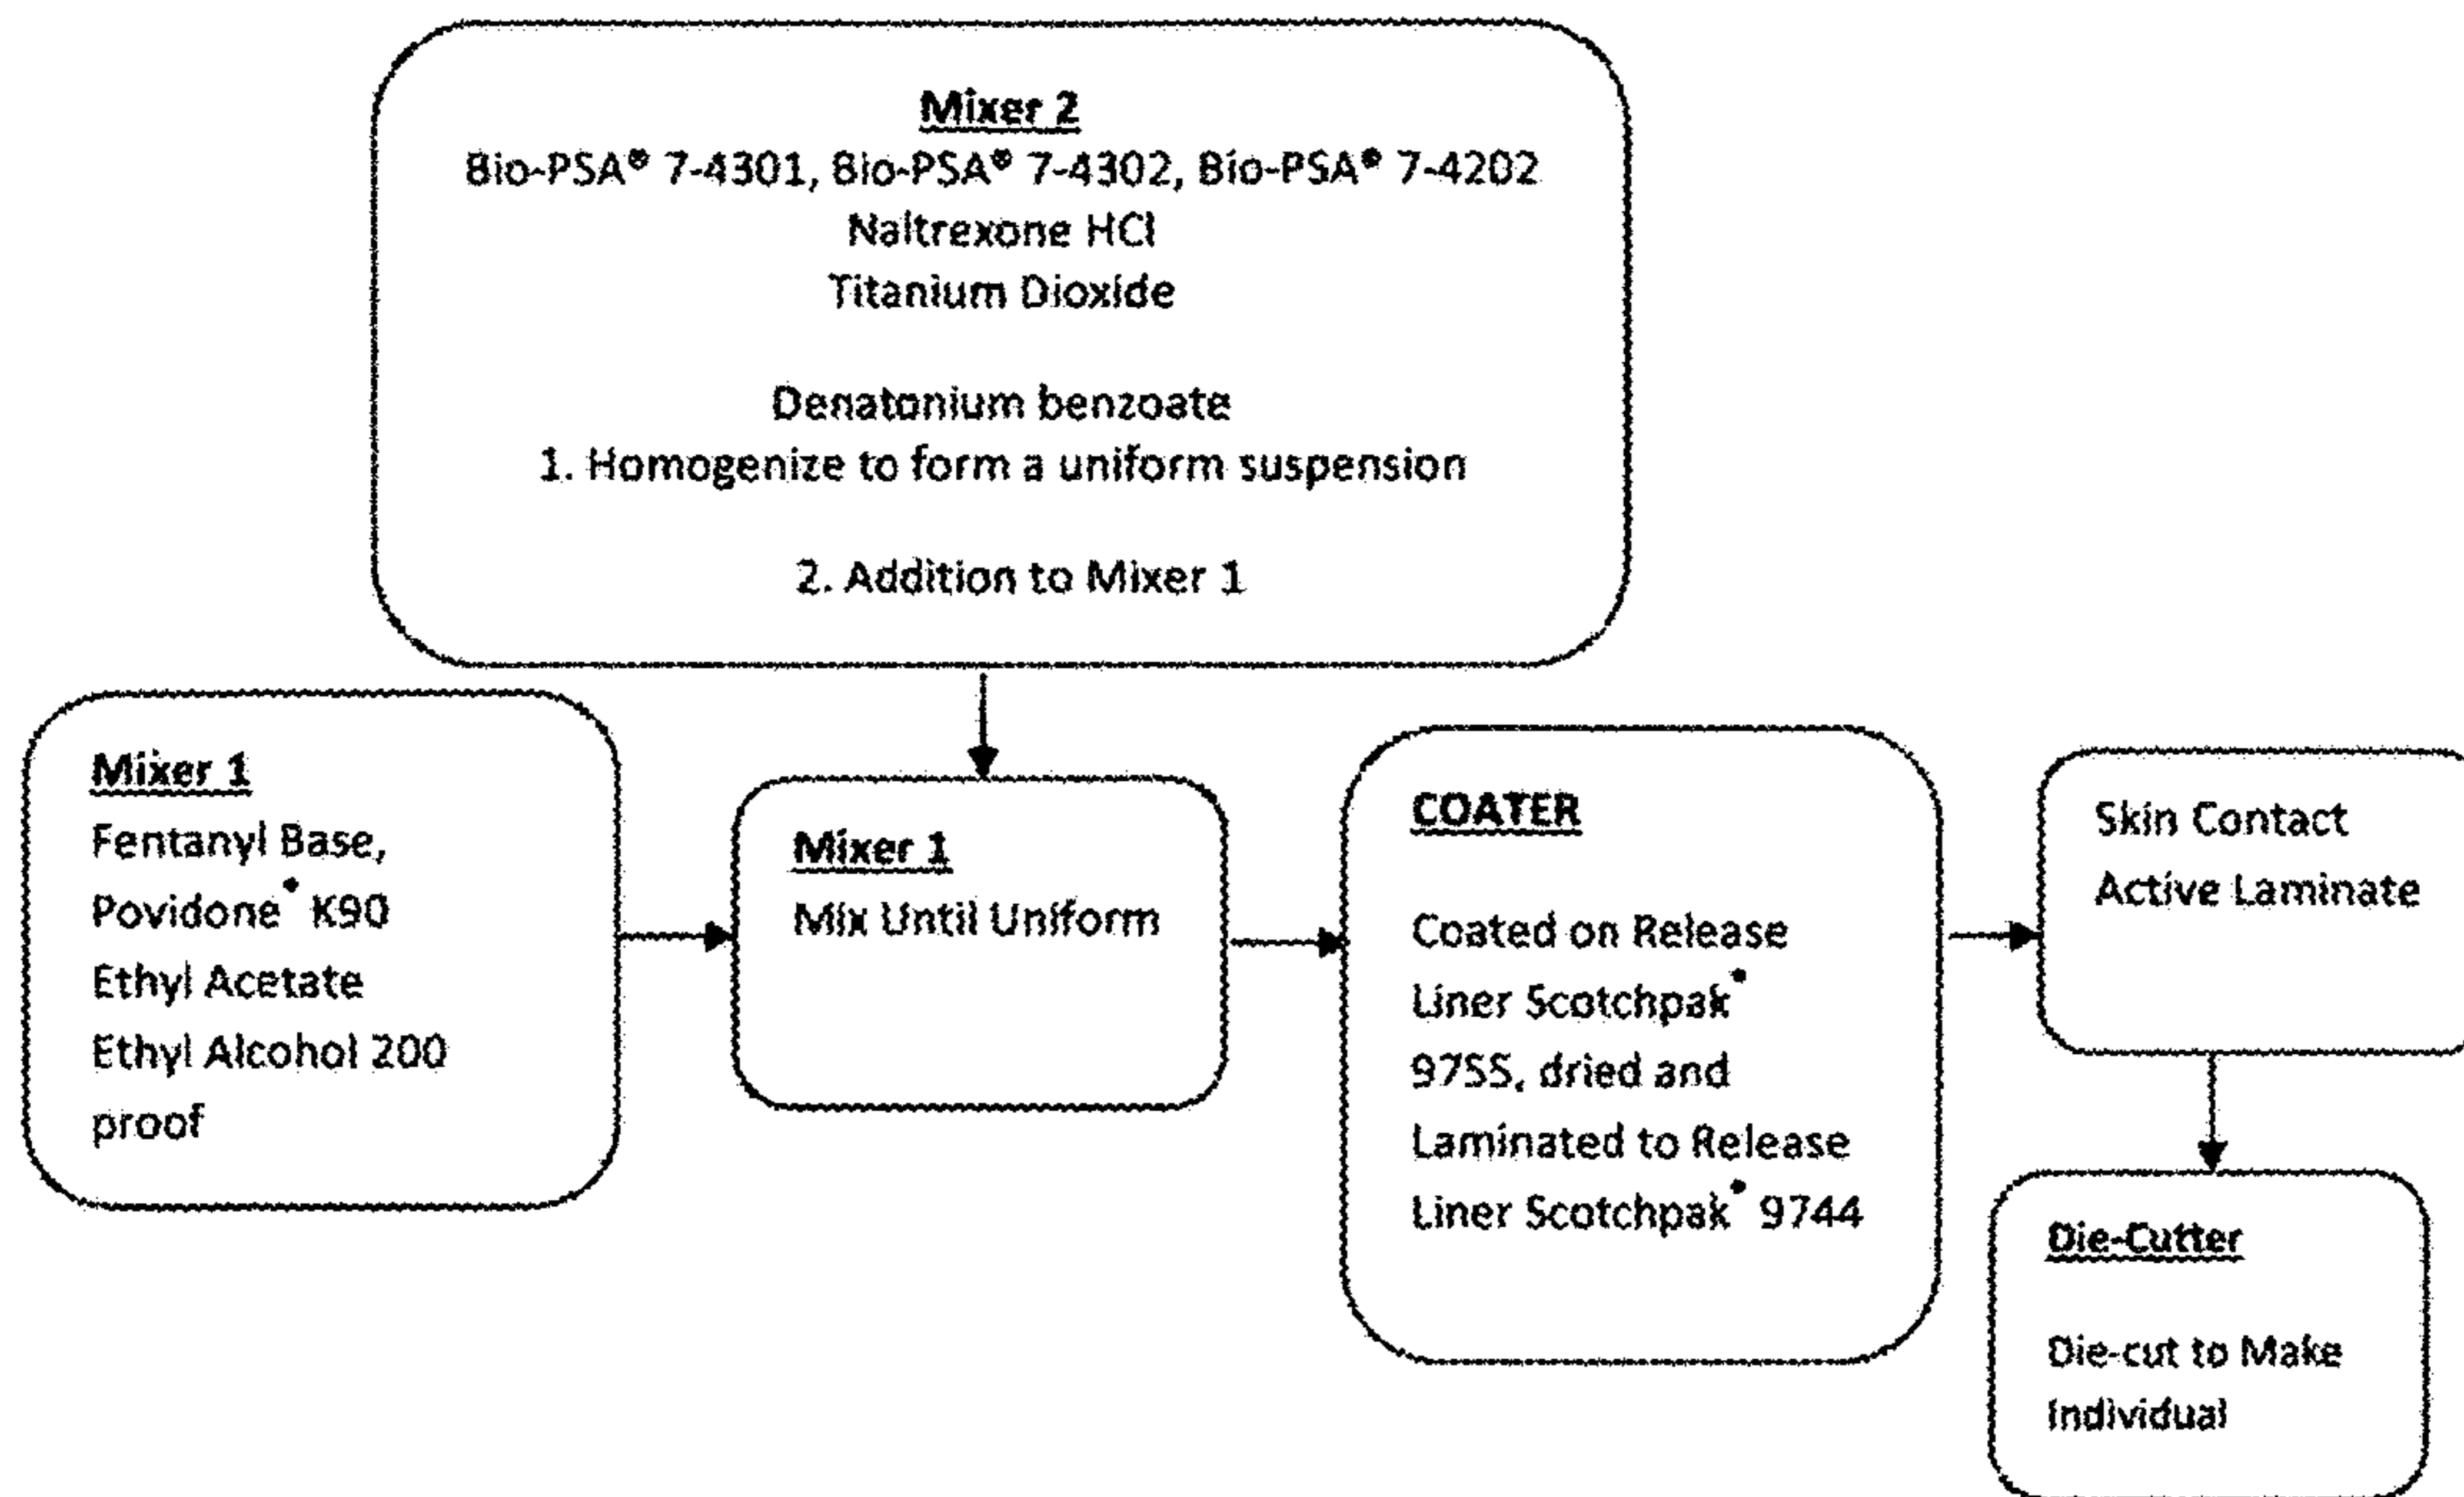 Mixer 2
Bio-PSA® 7-4301, Bio-PSA® 7-4302, Bio-PSA® 7-4202
Naltrexone HCl
Titanium Dioxide
Denatonium benzoate
1. Homogenize to form a uniform suspension
2. Addition to Mixer 1
Mixer 1
Fentanyl Base,
Povidone® K90
Ethyl Acetate
Ethyl Alcohol 200
proof
Mixer 1
Mix Until Uniform
COATER
Coated on Release
Liner Scotchpak®
9755, dried and
Laminated to Release
Liner Scotchpak® 9744
Skin Contact
Active Laminate
Die-Cutter
Die-cut to Make
Individual